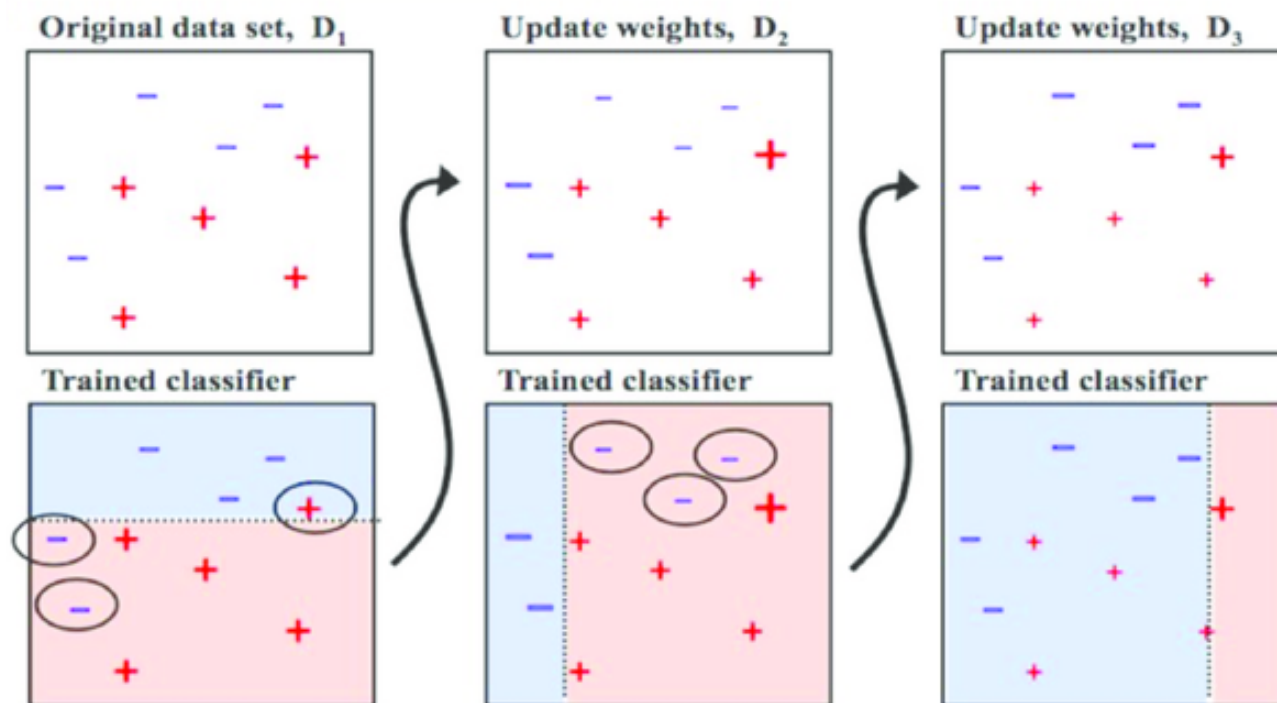 Original data set, D₁
Update weights, D₂
Update weights, D₃
Trained classifier
Trained classifier
Trained classifier